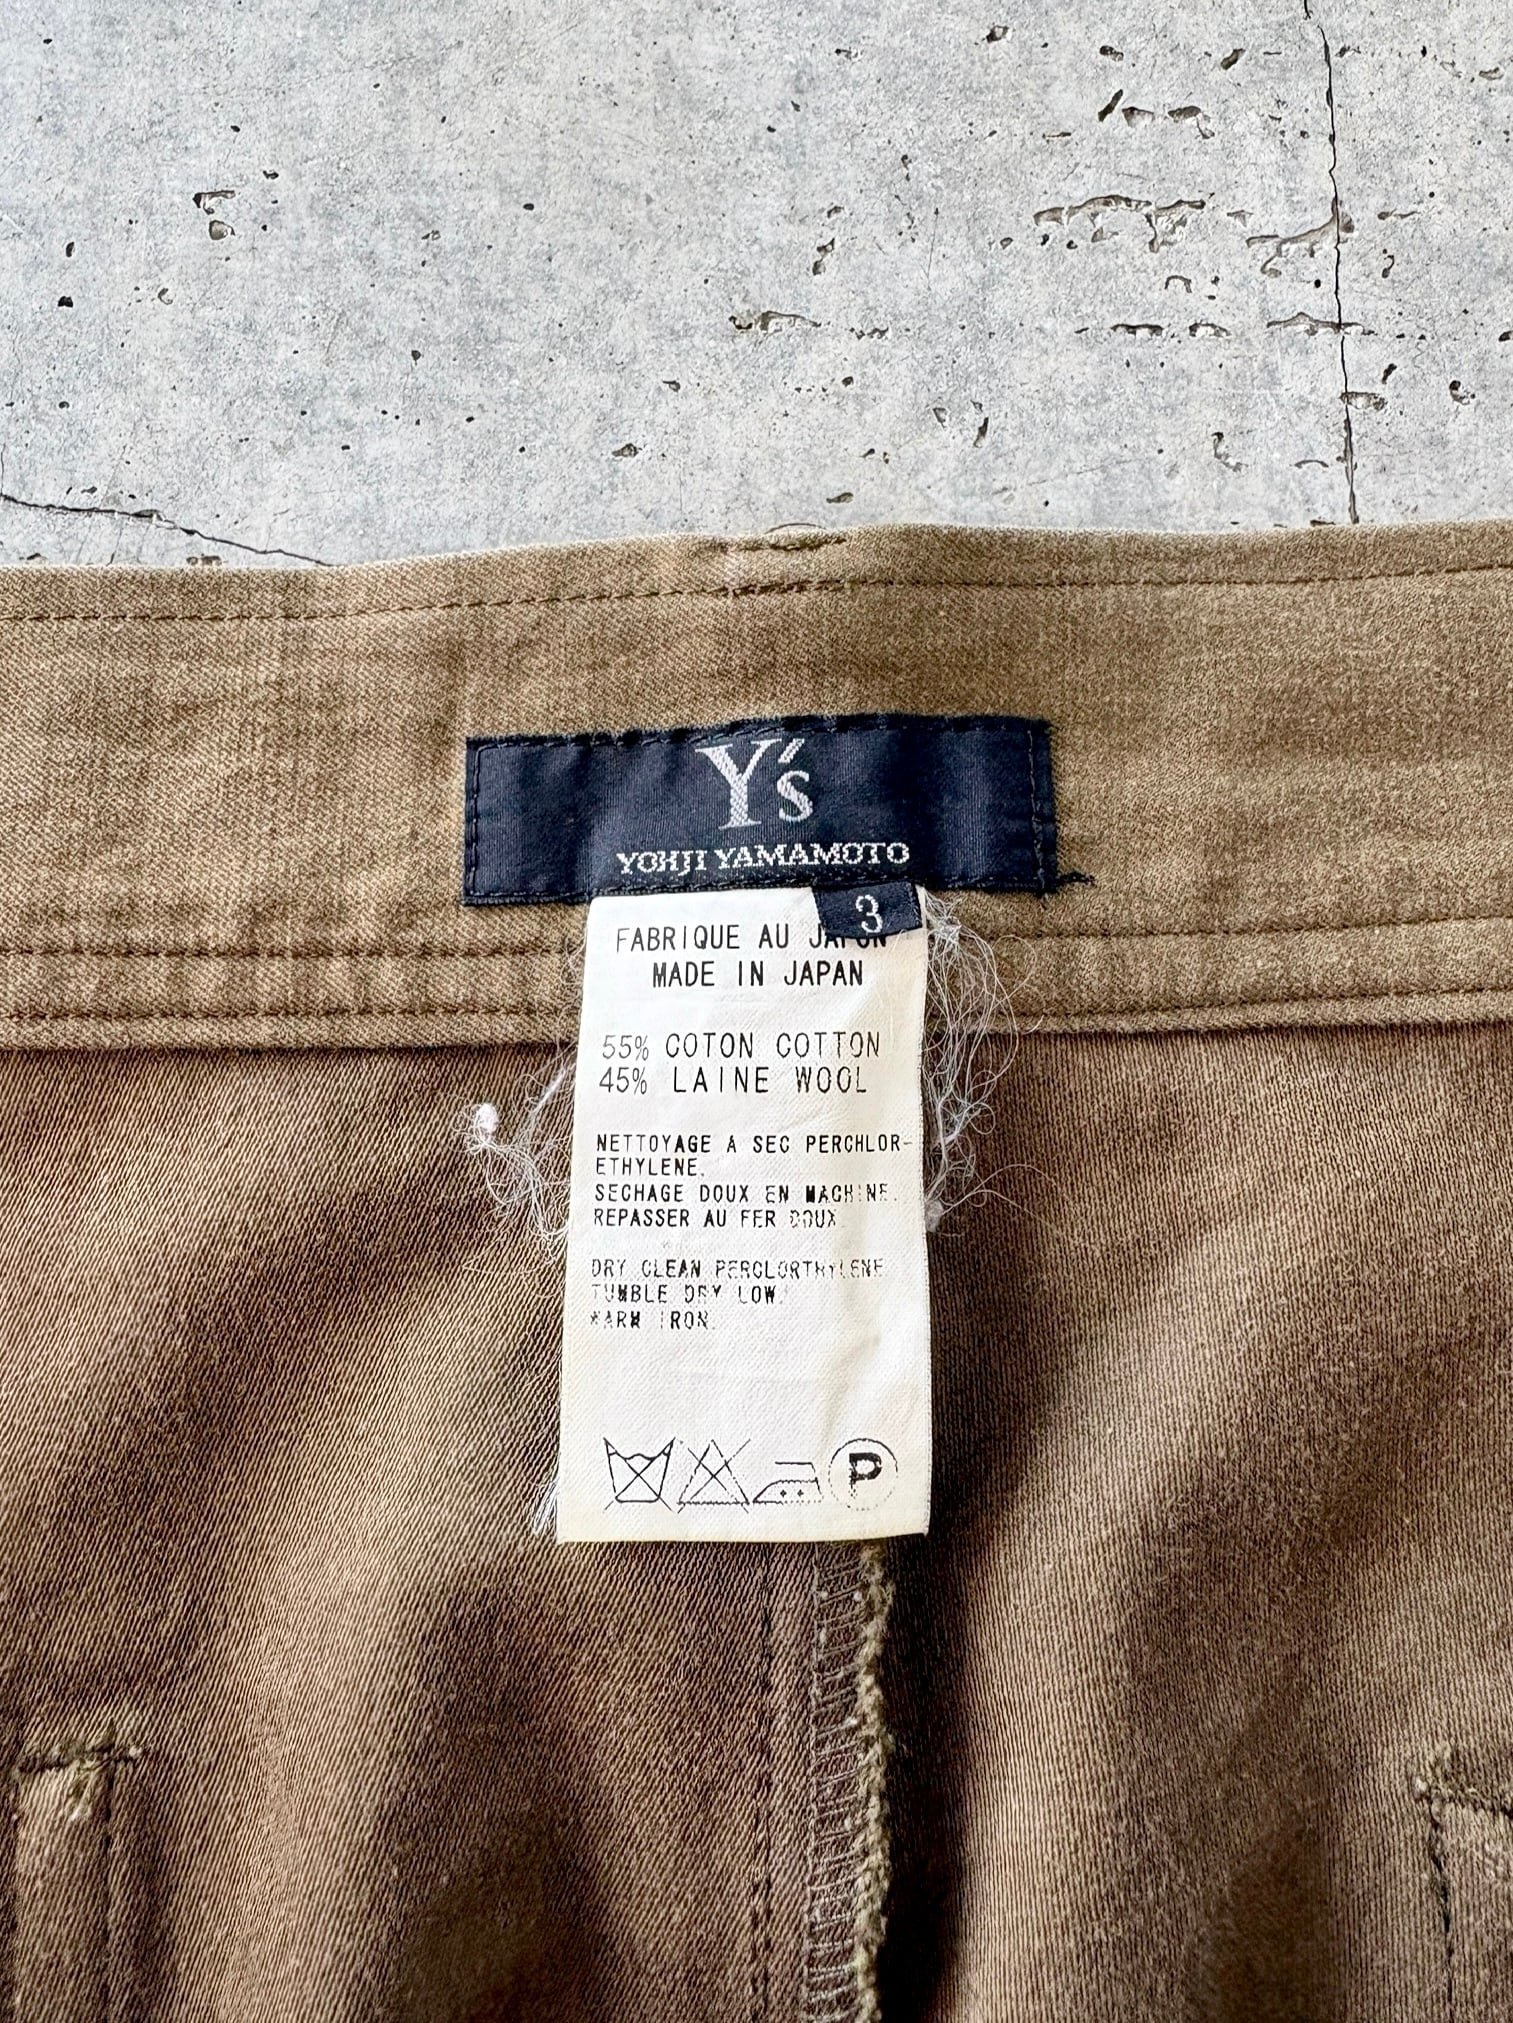 Y's
YOHJI YAMAMOTO
3
FABRIQUE AU JAPON
MADE IN JAPAN
55% COTON COTTON
45% LAINE WOOL
NETTOYAGE A SEC PERCHLOR-
ETHYLENE.
SECHAGE DOUX EN MACHINE.
REPASSER AU FER DOUX.
DRY CLEAN PERCLORTHYLENE
TUMBLE DRY LOW.
WARM IRON.
P